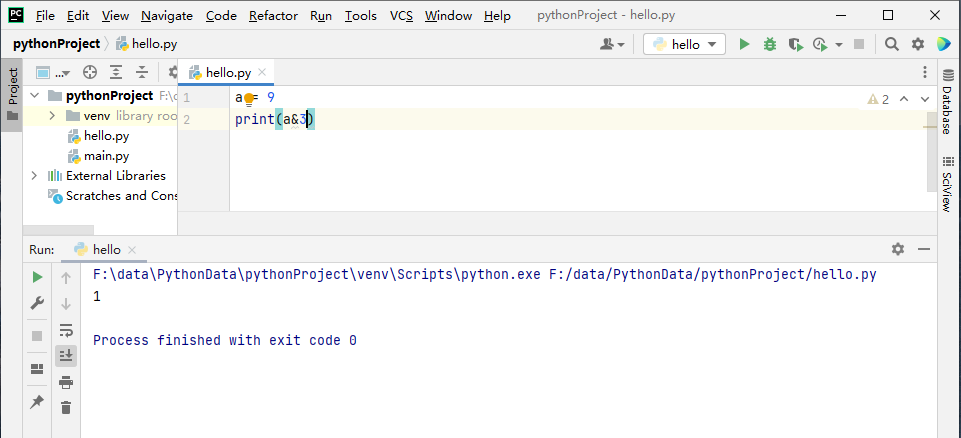 PC File Edit View Navigate Code Refactor Run Tools VCS Window Help pythonProject - hello.py
pythonProject hello.py hello
Project
... hello.py
pythonProject F:\d
venv library roo
hello.py
main.py
External Libraries
Scratches and Cons
1 a = 9
2 print(a&3)
2
Database
SciView
Run: hello
F:\data\PythonData\pythonProject\venv\Scripts\python.exe F:/data/PythonData/pythonProject/hello.py
1
Process finished with exit code 0